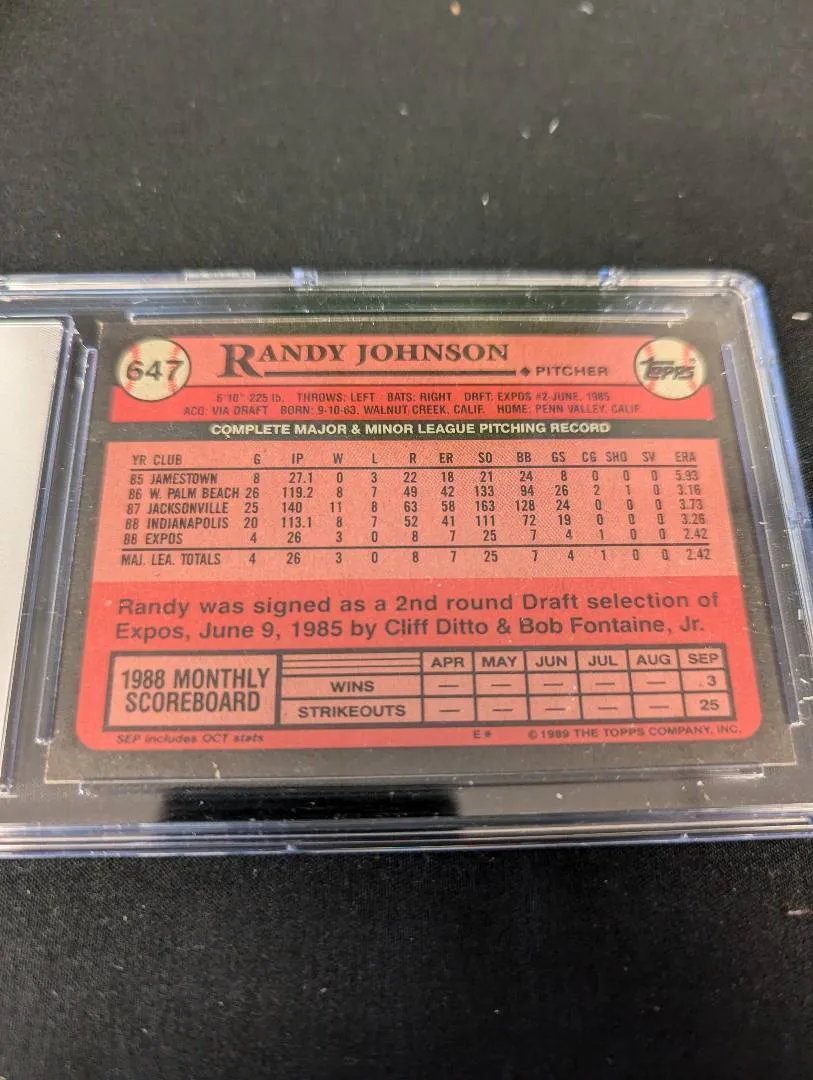 647
RANDY JOHNSON
◆ PITCHER
TOPPS
6'10" 225 lb. THROWS: LEFT BATS: RIGHT DRFT: EXPOS #2-JUNE, 1985
ACQ: VIA DRAFT BORN: 9-10-63, WALNUT CREEK, CALIF. HOME: PENN VALLEY, CALIF.
COMPLETE MAJOR & MINOR LEAGUE PITCHING RECORD
YR CLUB G IP W L R ER SO BB GS CG SHO SV ERA
85 JAMESTOWN 8 27.1 0 3 22 18 21 24 8 0 0 0 5.93
86 W. PALM BEACH 26 119.2 8 7 49 42 133 94 26 2 1 0 3.16
87 JACKSONVILLE 25 140 11 8 63 58 163 128 24 0 0 0 3.73
88 INDIANAPOLIS 20 113.1 8 7 52 41 111 72 19 0 0 0 3.26
88 EXPOS 4 26 3 0 8 7 25 7 4 1 0 0 2.42
MAJ. LEA. TOTALS 4 26 3 0 8 7 25 7 4 1 0 0 2.42
Randy was signed as a 2nd round Draft selection of
Expos, June 9, 1985 by Cliff Ditto & Bob Fontaine, Jr.
1988 MONTHLY
SCOREBOARD
APR MAY JUN JUL AUG SEP
WINS — — — — — 3
STRIKEOUTS — — — — — 25
SEP includes OCT stats
E*
© 1989 THE TOPPS COMPANY, INC.